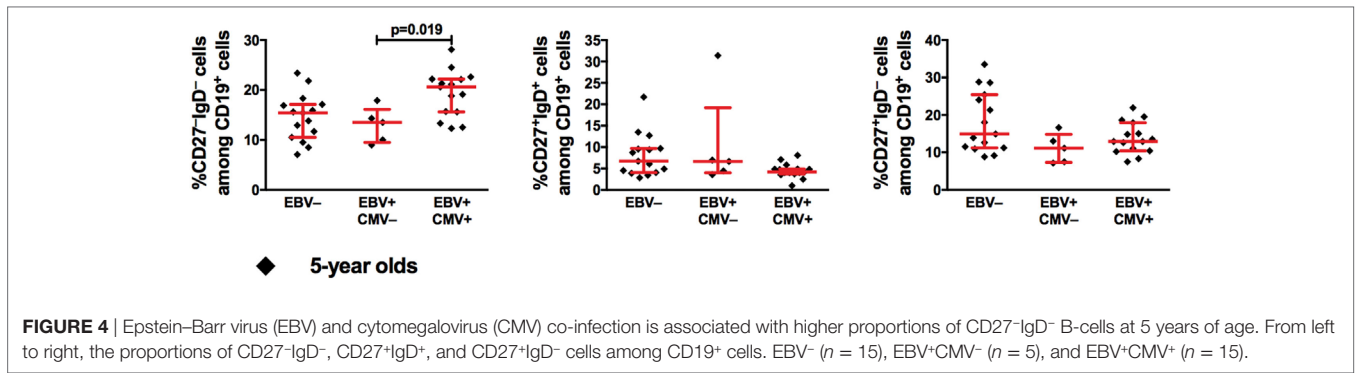 %CD27⁻IgD⁻ cells
among CD19⁺ cells
30
20
10
0
p=0.019
EBV–
EBV+
CMV–
EBV+
CMV+
%CD27⁺IgD⁺ cells
among CD19⁺ cells
35
30
25
20
15
10
5
0
EBV–
EBV+
CMV–
EBV+
CMV+
%CD27⁺IgD⁻ cells
among CD19⁺ cells
40
30
20
10
0
EBV–
EBV+
CMV–
EBV+
CMV+
5-year olds
FIGURE 4 | Epstein–Barr virus (EBV) and cytomegalovirus (CMV) co-infection is associated with higher proportions of CD27⁻IgD⁻ B-cells at 5 years of age. From left
to right, the proportions of CD27⁻IgD⁻, CD27⁺IgD⁺, and CD27⁺IgD⁻ cells among CD19⁺ cells. EBV⁻ (n = 15), EBV⁺CMV⁻ (n = 5), and EBV⁺CMV⁺ (n = 15).